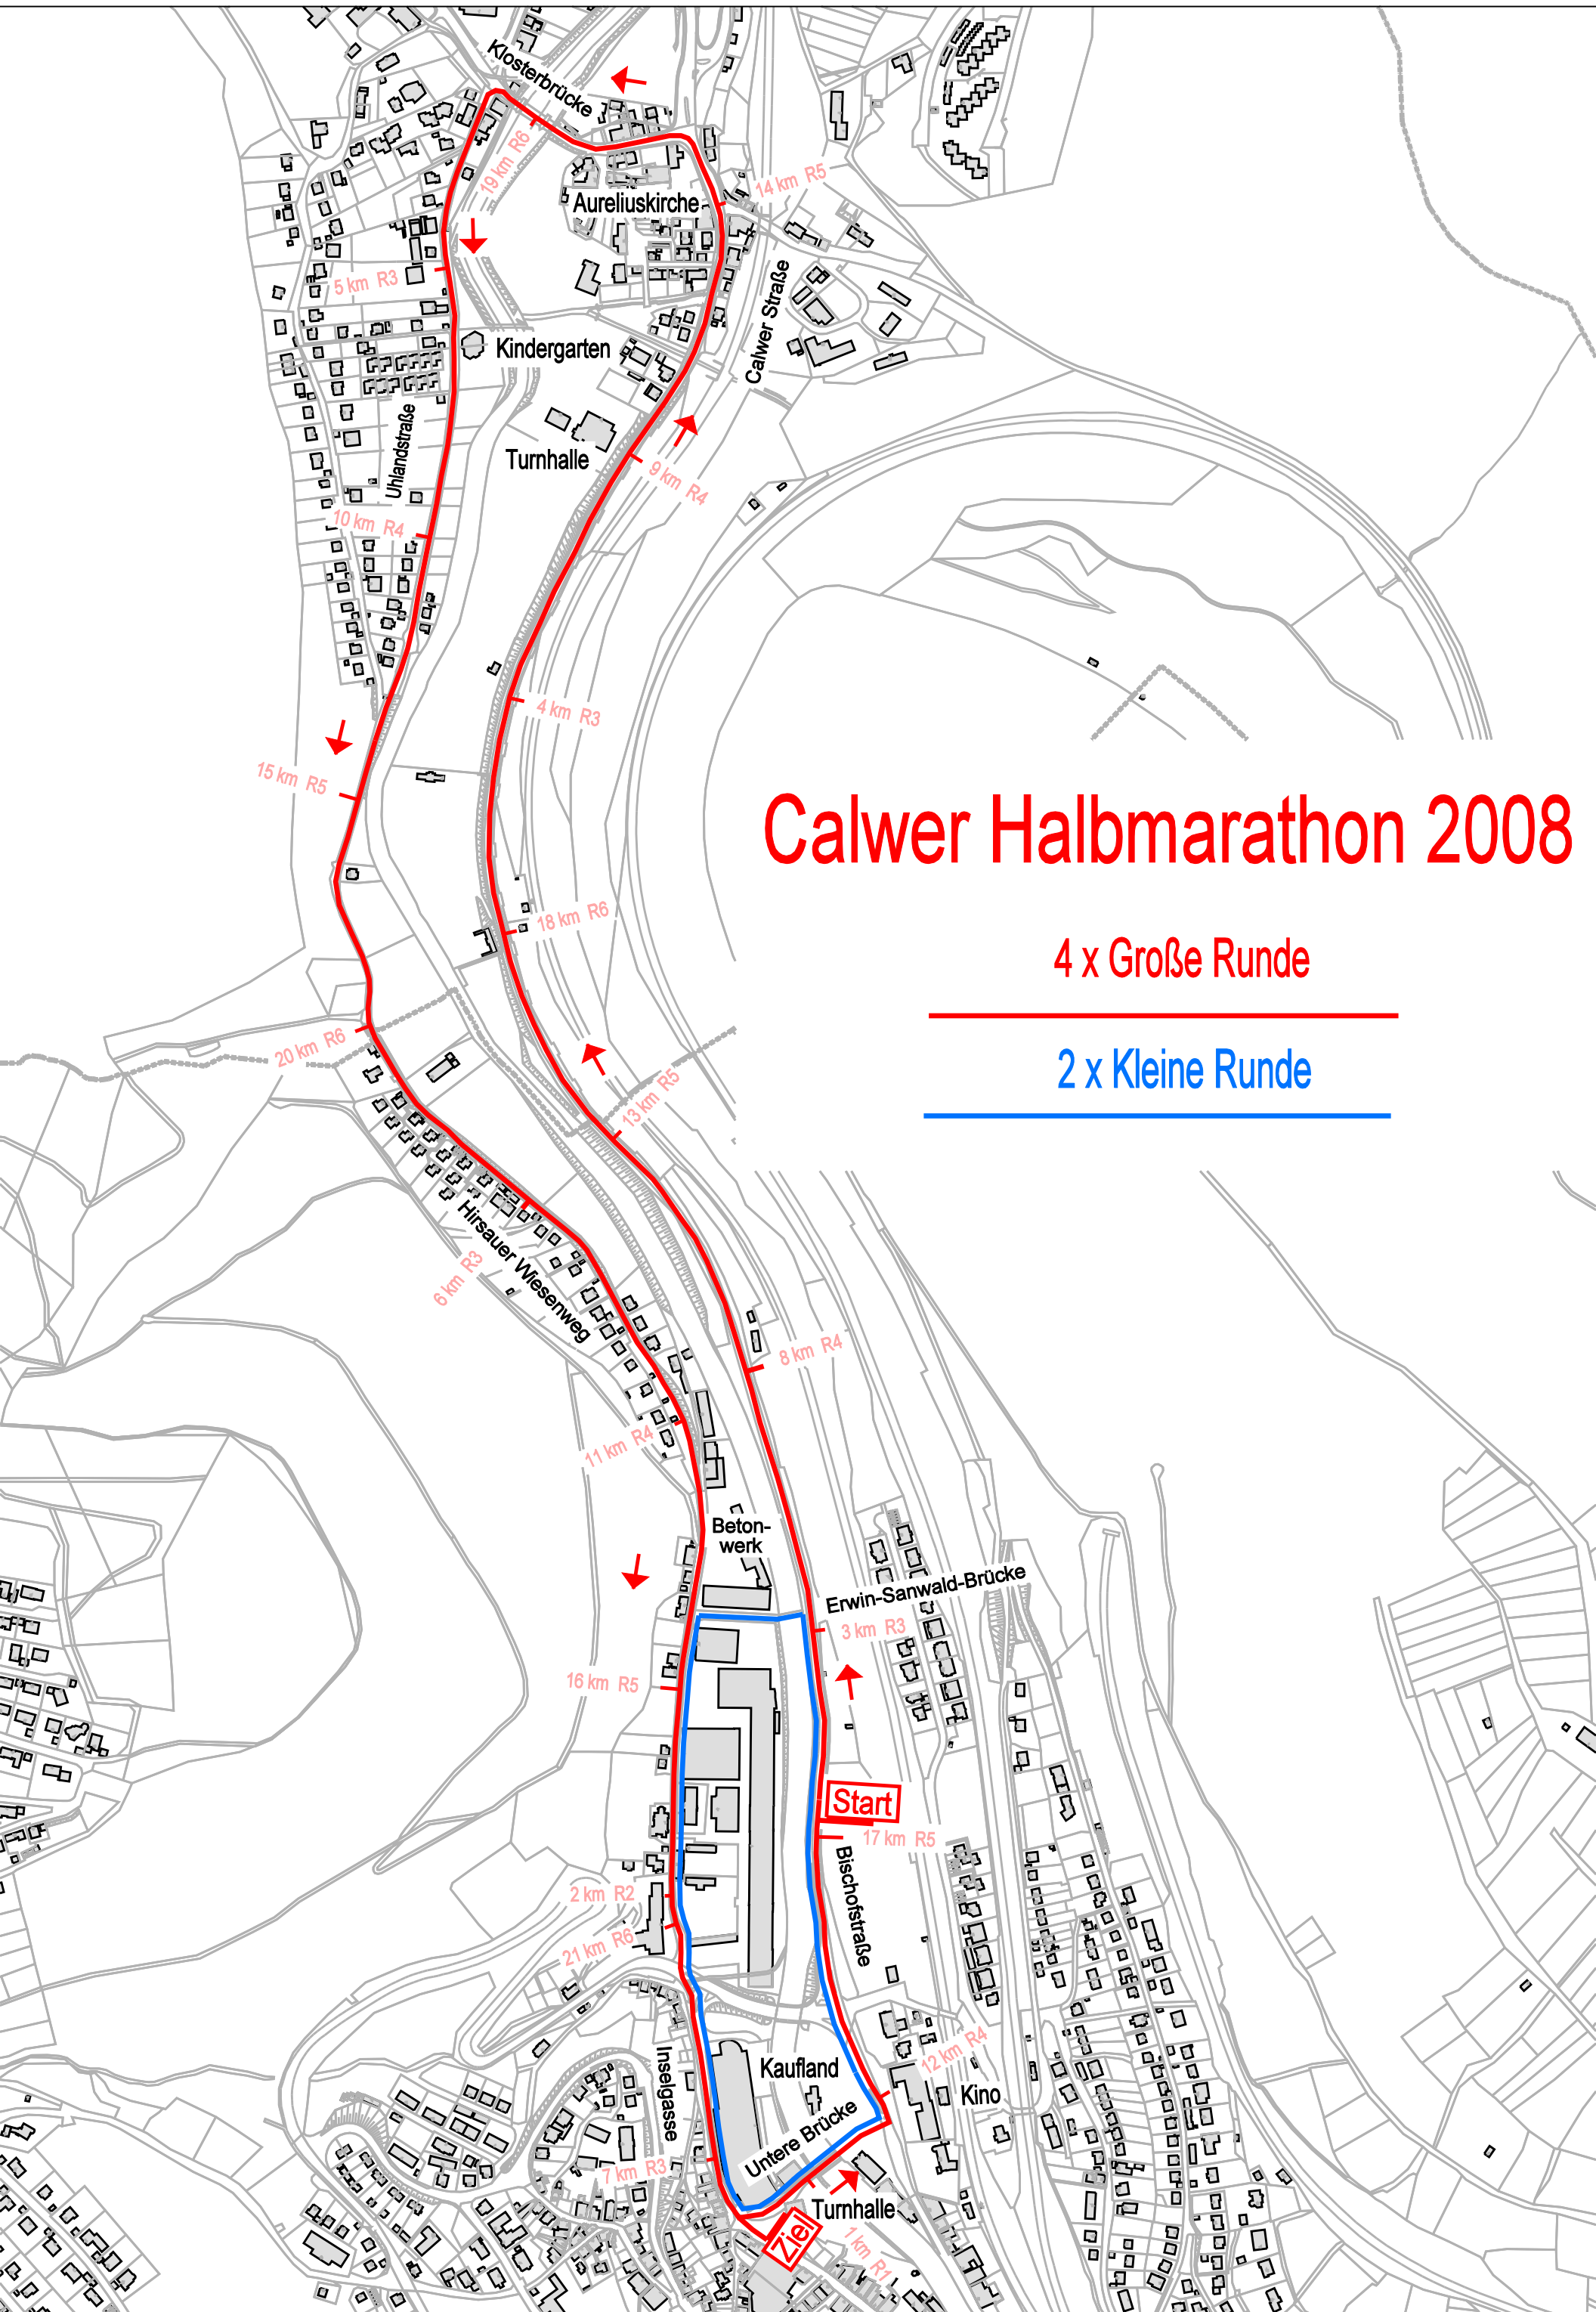 Klosterbrücke
19 km R6
14 km R5
Aureliuskirche
5 km R3
Calwer Straße
Kindergarten
Uhlandstraße
Turnhalle
9 km R4
10 km R4
4 km R3
15 km R5
Calwer Halbmarathon 2008
18 km R6
4 x Große Runde
20 km R6
2 x Kleine Runde
13 km R5
Hirsauer Wiesenweg
6 km R3
8 km R4
11 km R4
Beton-
werk
Erwin-Sanwald-Brücke
3 km R3
16 km R5
Start
17 km R5
Bischofstraße
2 km R2
21 km R6
12 km R4
Inselgasse
Kaufland
Kino
Untere Brücke
7 km R3
Turnhalle
Ziel
1 km R1